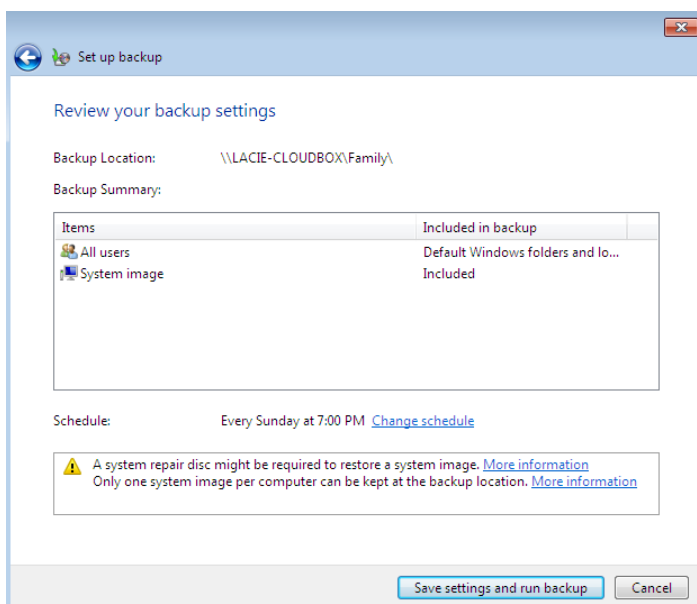 Set up backup
Review your backup settings
Backup Location: \\LACIE-CLOUDBOX\Family\
Backup Summary:
Items Included in backup
All users Default Windows folders and lo...
System image Included
Schedule: Every Sunday at 7:00 PM Change schedule
A system repair disc might be required to restore a system image. More information
Only one system image per computer can be kept at the backup location. More information
Save settings and run backup Cancel